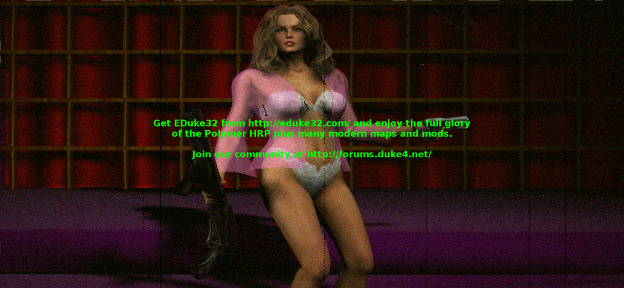 Get EDuke32 from http://eduke32.com/ and enjoy the full glory
of the Polymer HRP plus many modern maps and mods.
Join our community at http://forums.duke4.net/